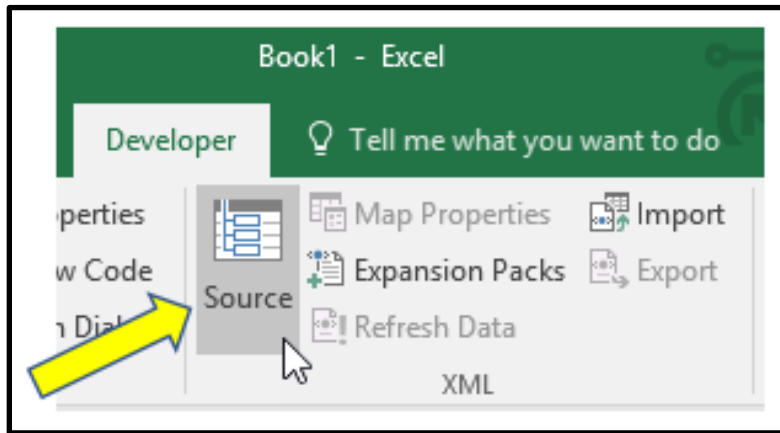 Book1 - Excel
Developer
Tell me what you want to do
perties
w Code
Source
Map Properties
Expansion Packs
Refresh Data
Import
Export
XML